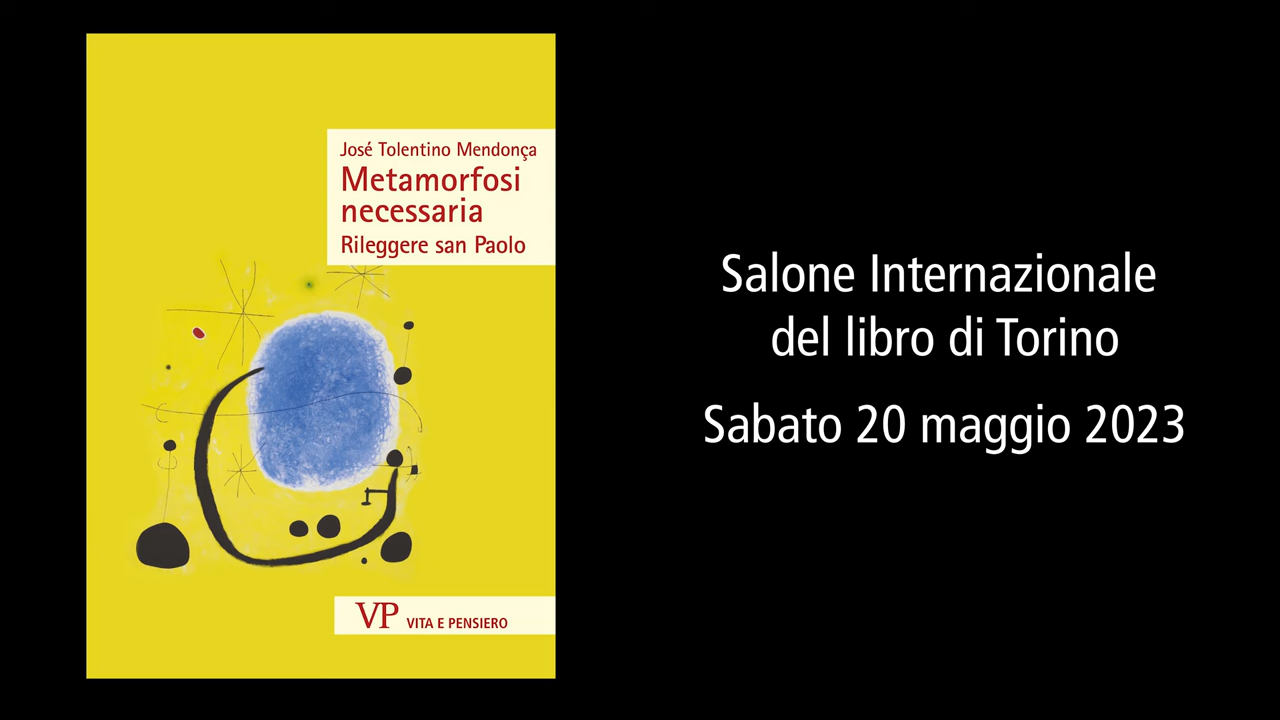 José Tolentino Mendonça
Metamorfosi
necessaria
Rileggere san Paolo
VP VITA E PENSIERO
Salone Internazionale
del libro di Torino
Sabato 20 maggio 2023